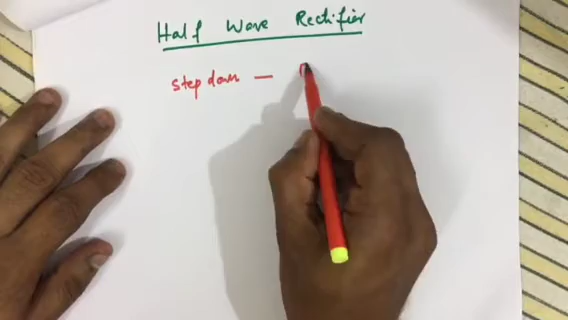 Half Wave Rectifier
step down —